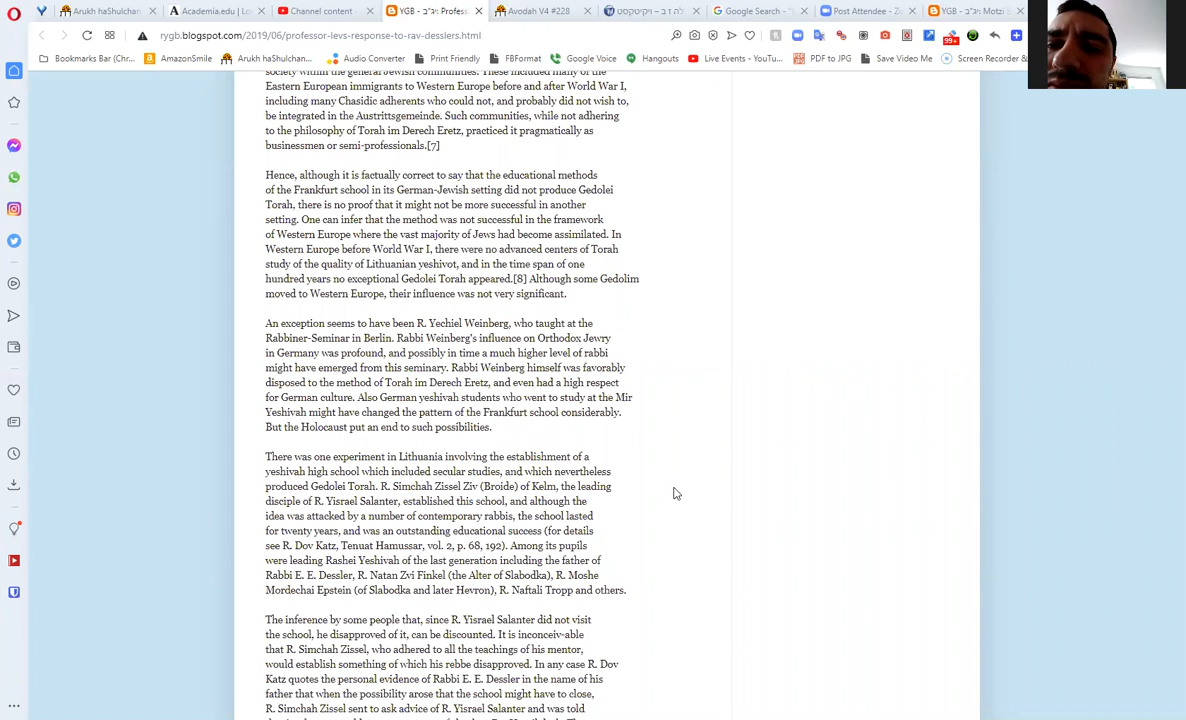 Arukh haShulchan
Academia.edu | Lo
Channel content -
YGB - יג"ב: Profess
Avodah V4 #228
Google Search -
Post Attendee - Zo
YGB - יג"ב: Motzi S
rygb.blogspot.com/2019/06/professor-levs-response-to-rav-desslers.html
Bookmarks Bar (Chr...
AmazonSmile
Arukh haShulchan...
Audio Converter
Print Friendly
FBFormat
Google Voice
Hangouts
Live Events - YouT...
PDF to JPG
Save Video Me
Screen Recorder &
99+
society within the general Jewish communities. These included many of the
Eastern European immigrants to Western Europe before and after World War I,
including many Chasidic adherents who could not, and probably did not wish to,
be integrated in the Austrittsgemeinde. Such communities, while not adhering
to the philosophy of Torah im Derech Eretz, practiced it pragmatically as
businessmen or semi-professionals.[7]
Hence, although it is factually correct to say that the educational methods
of the Frankfurt school in its German-Jewish setting did not produce Gedolei
Torah, there is no proof that it might not be more successful in another
setting. One can infer that the method was not successful in the framework
of Western Europe where the vast majority of Jews had become assimilated. In
Western Europe before World War I, there were no advanced centers of Torah
study of the quality of Lithuanian yeshivot, and in the time span of one
hundred years no exceptional Gedolei Torah appeared.[8] Although some Gedolim
moved to Western Europe, their influence was not very significant.
An exception seems to have been R. Yechiel Weinberg, who taught at the
Rabbiner-Seminar in Berlin. Rabbi Weinberg's influence on Orthodox Jewry
in Germany was profound, and possibly in time a much higher level of rabbi
might have emerged from this seminary. Rabbi Weinberg himself was favorably
disposed to the method of Torah im Derech Eretz, and even had a high respect
for German culture. Also German yeshivah students who went to study at the Mir
Yeshivah might have changed the pattern of the Frankfurt school considerably.
But the Holocaust put an end to such possibilities.
There was one experiment in Lithuania involving the establishment of a
yeshivah high school which included secular studies, and which nevertheless
produced Gedolei Torah. R. Simchah Zissel Ziv (Broide) of Kelm, the leading
disciple of R. Yisrael Salanter, established this school, and although the
idea was attacked by a number of contemporary rabbis, the school lasted
for twenty years, and was an outstanding educational success (for details
see R. Dov Katz, Tenuat Hamussar, vol. 2, p. 68, 192). Among its pupils
were leading Rashei Yeshivah of the last generation including the father of
Rabbi E. E. Dessler, R. Natan Zvi Finkel (the Alter of Slabodka), R. Moshe
Mordechai Epstein (of Slabodka and later Hevron), R. Naftali Tropp and others.
The inference by some people that, since R. Yisrael Salanter did not visit
the school, he disapproved of it, can be discounted. It is inconceiv-able
that R. Simchah Zissel, who adhered to all the teachings of his mentor,
would establish something of which his rebbe disapproved. In any case R. Dov
Katz quotes the personal evidence of Rabbi E. E. Dessler in the name of his
father that when the possibility arose that the school might have to close,
R. Simchah Zissel sent to ask advice of R. Yisrael Salanter and was told